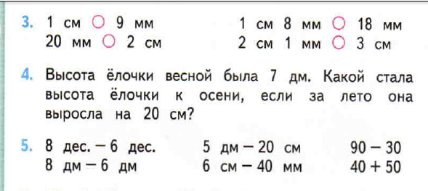 3. 1 см ○ 9 мм 1 см 8 мм ○ 18 мм
20 мм ○ 2 см 2 см 1 мм ○ 3 см
4. Высота ёлочки весной была 7 дм. Какой стала
высота ёлочки к осени, если за лето она
выросла на 20 см?
5. 8 дес. – 6 дес. 5 дм – 20 см 90 – 30
8 дм – 6 дм 6 см – 40 мм 40 + 50